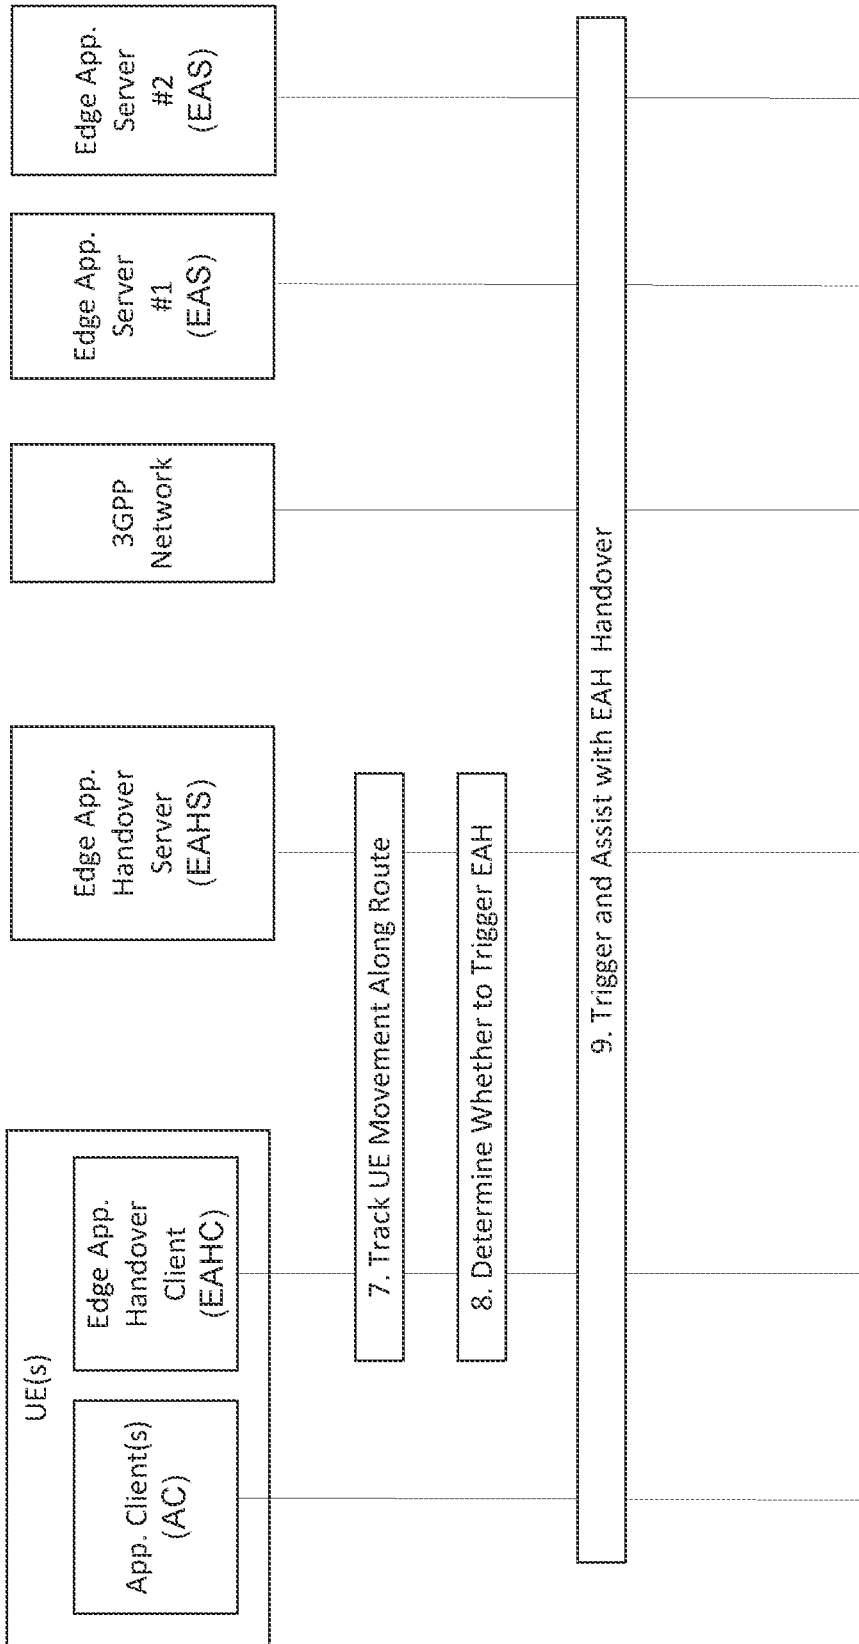 UE(s)
App. Client(s)
(AC)
Edge App.
Handover
Client
(EAHC)
Edge App.
Handover
Server
(EAHS)
3GPP
Network
Edge App.
Server
#1
(EAS)
Edge App.
Server
#2
(EAS)
7. Track UE Movement Along Route
8. Determine Whether to Trigger EAH
9. Trigger and Assist with EAH Handover